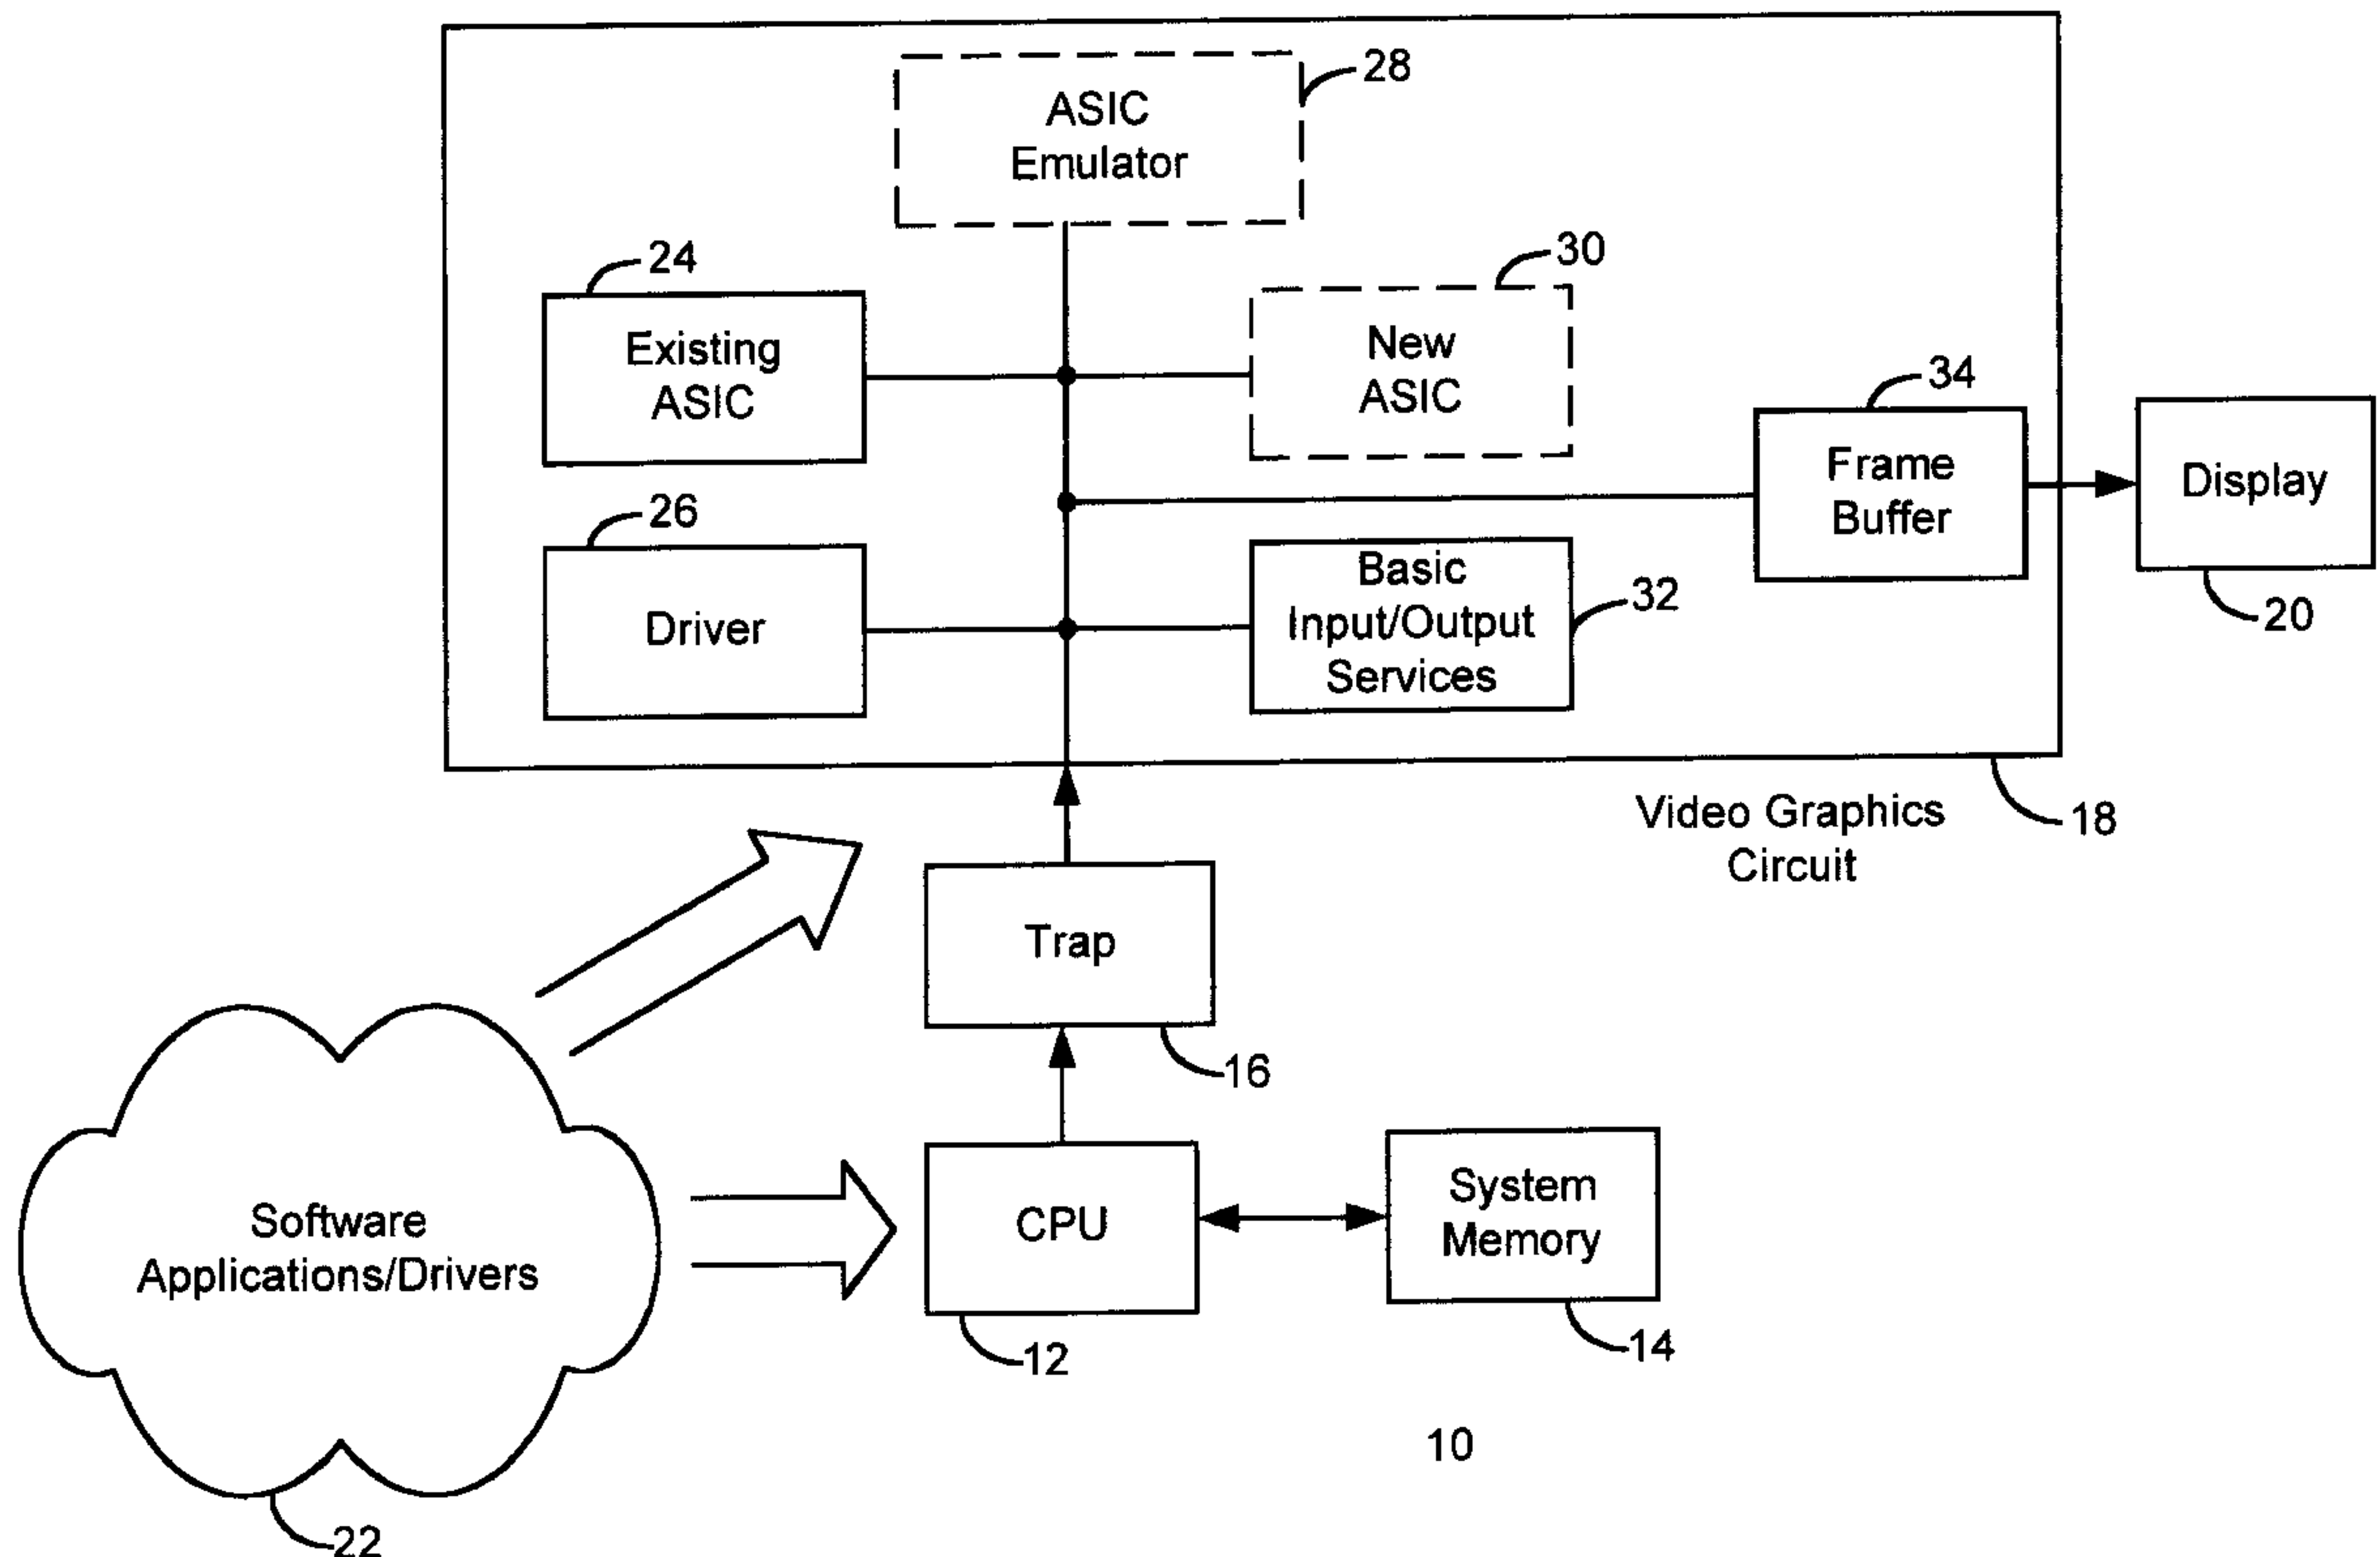 28
ASIC
Emulator
24
30
Existing
ASIC
New
ASIC
34
Frame
Buffer
Display
26
20
Driver
Basic
Input/Output
Services
32
Video Graphics
Circuit
18
Trap
16
Software
Applications/Drivers
CPU
System
Memory
12
14
10
22